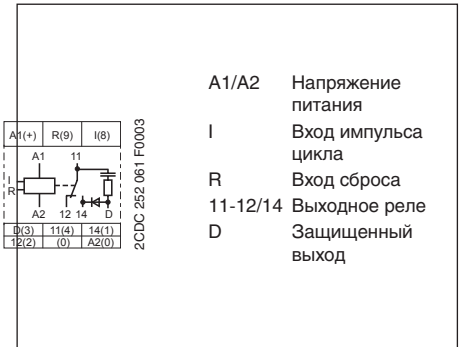 A1(+) R(9) I(8)
A1 11
I
R
A2 12 14 D
D(3) 11(4) 14(1)
12(2) (0) A2(0)
2CDC 252 061 F0003
A1/A2 Напряжение
питания
I Вход импульса
цикла
R Вход сброса
11-12/14 Выходное реле
D Защищенный
выход